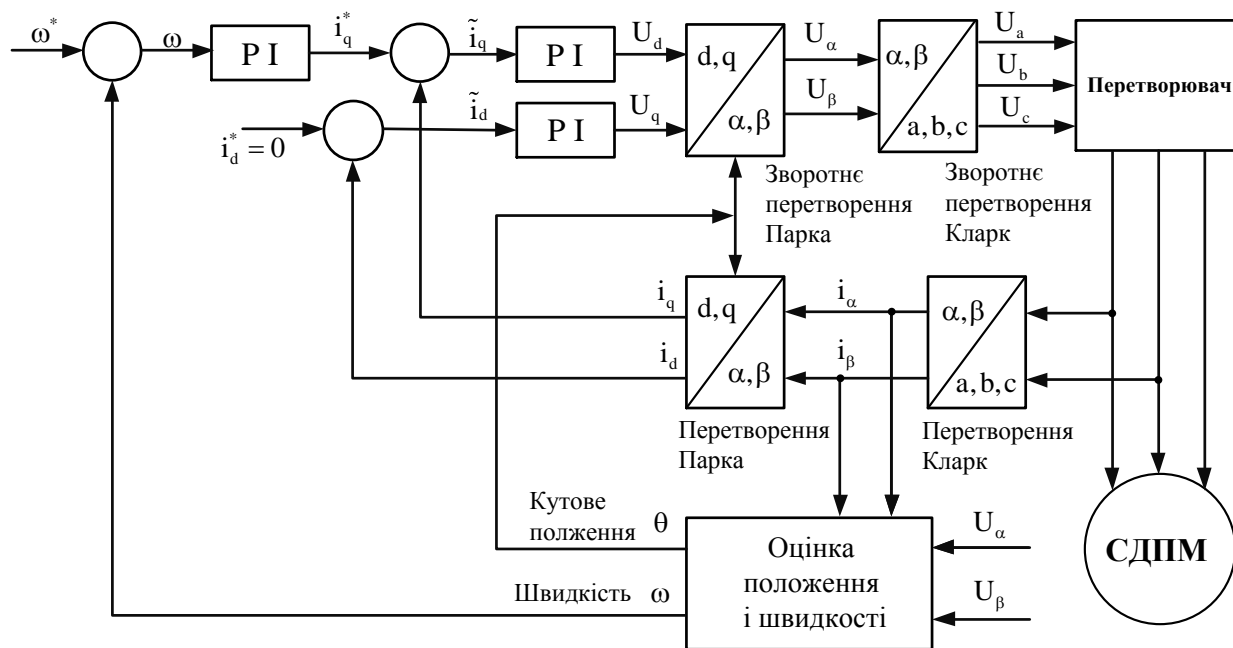 ω*
ω
P I
i*q
ĩq
P I
Ud
d, q
α, β
Uα
Uβ
α, β
a, b, c
Ua
Ub
Uc
Перетворювач
i*d = 0
ĩd
P I
Uq
Зворотнє
перетворення
Парка
Зворотнє
перетворення
Кларк
iq
id
d, q
α, β
iα
iβ
α, β
a, b, c
Перетворення
Парка
Перетворення
Кларк
Кутове
полження θ
Швидкість ω
Оцінка
положення
і швидкості
Uα
Uβ
СДПМ